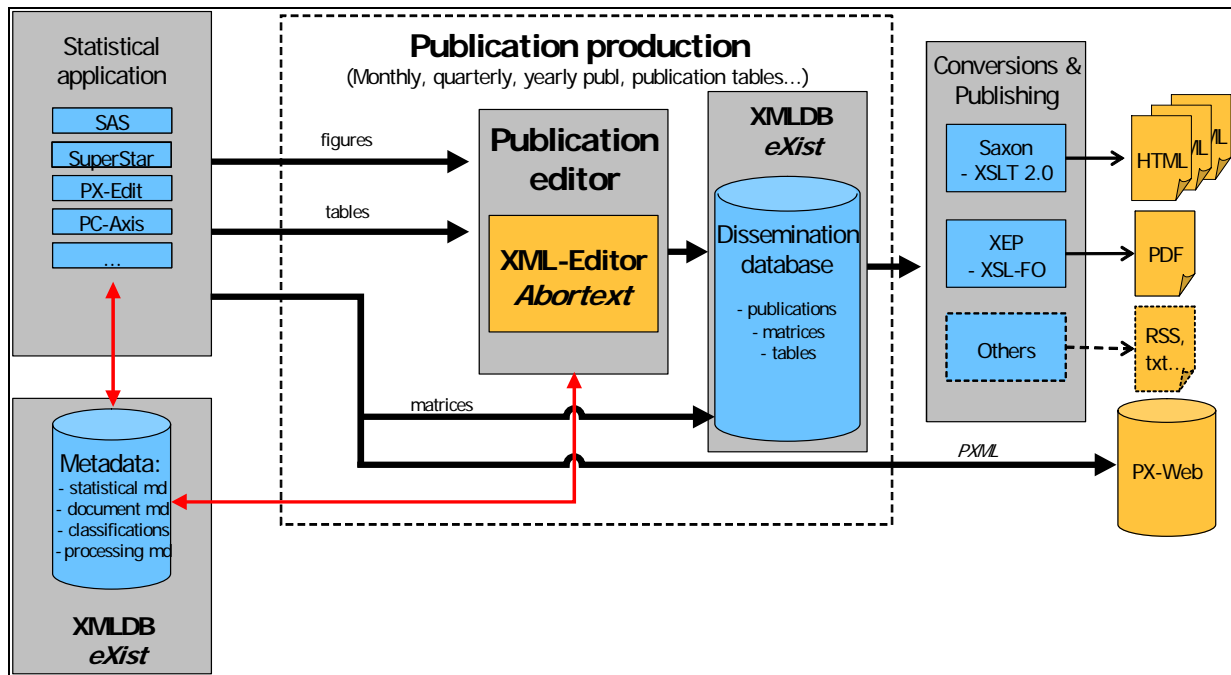 Statistical
application
SAS
SuperStar
PX-Edit
PC-Axis
...
Publication production
(Monthly, quarterly, yearly publ, publication tables...)
figures
tables
matrices
Publication
editor
XML-Editor
Abortext
XMLDB
eXist
Dissemination
database
- publications
- matrices
- tables
Conversions &
Publishing
Saxon
- XSLT 2.0
XEP
- XSL-FO
Others
HTML
ML
ML
PDF
RSS,
txt...
PXML
PX-Web
Metadata:
- statistical md
- document md
- classifications
- processing md
XMLDB
eXist